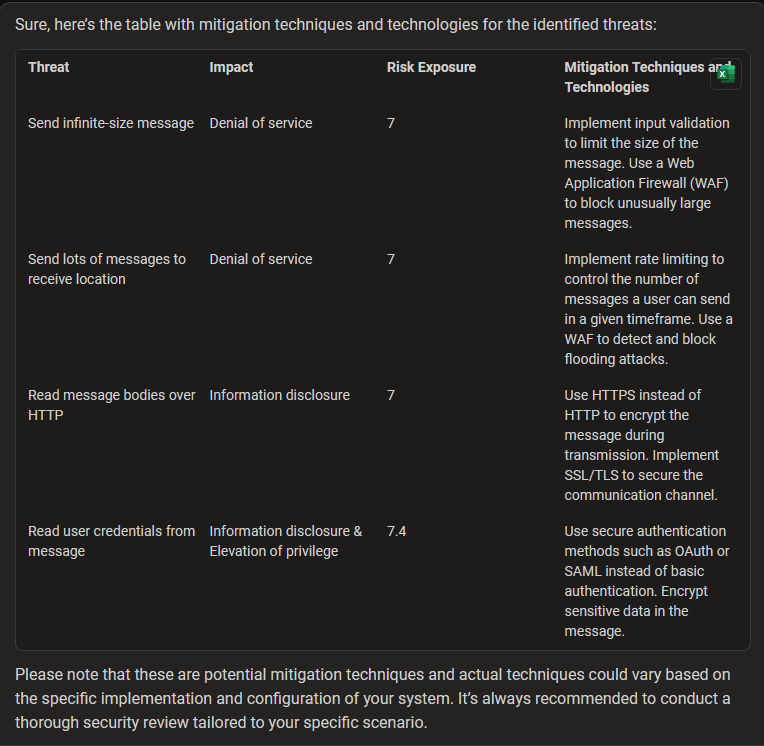 Sure, here's the table with mitigation techniques and technologies for the identified threats:
Threat Impact Risk Exposure Mitigation Techniques and
Technologies
Send infinite-size message Denial of service 7 Implement input validation
to limit the size of the
message. Use a Web
Application Firewall (WAF)
to block unusually large
messages.
Send lots of messages to Denial of service 7 Implement rate limiting to
receive location control the number of
messages a user can send
in a given timeframe. Use a
WAF to detect and block
flooding attacks.
Read message bodies over Information disclosure 7 Use HTTPS instead of
HTTP HTTP to encrypt the
message during
transmission. Implement
SSL/TLS to secure the
communication channel.
Read user credentials from Information disclosure & 7.4 Use secure authentication
message Elevation of privilege methods such as OAuth or
SAML instead of basic
authentication. Encrypt
sensitive data in the
message.
Please note that these are potential mitigation techniques and actual techniques could vary based on
the specific implementation and configuration of your system. It's always recommended to conduct a
thorough security review tailored to your specific scenario.